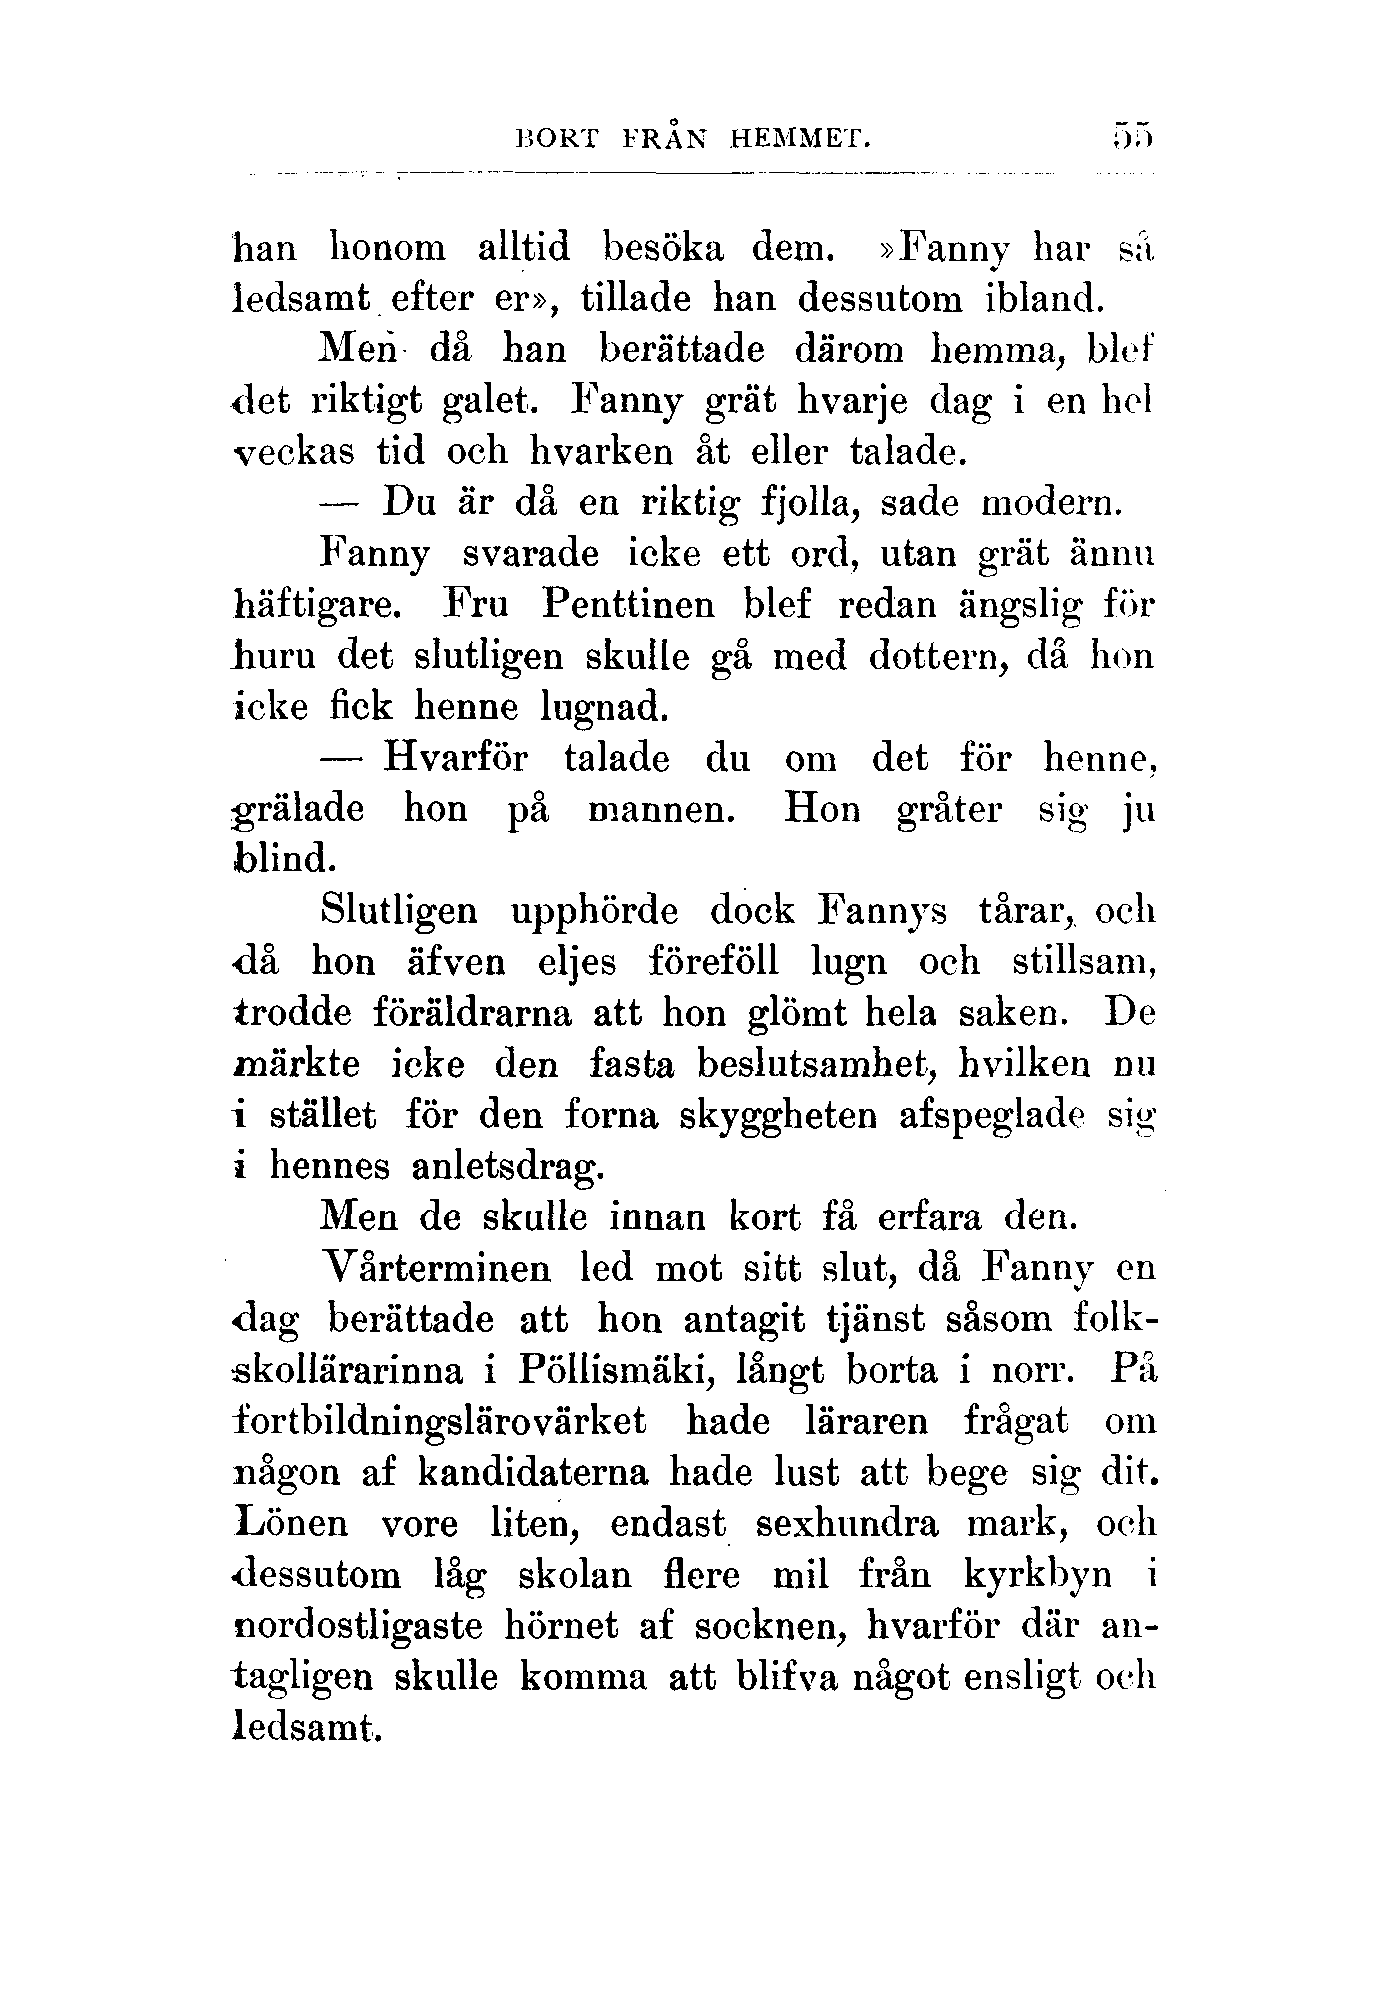 BORT FRÅN HEMMET. 55
han honom alltid besöka dem. »Fanny har så
ledsamt efter er», tillade han dessutom ibland.
Men då han berättade därom hemma, blef
det riktigt galet. Fanny grät hvarje dag i en hel
veckas tid och hvarken åt eller talade.
— Du är då en riktig fjolla, sade modern.
Fanny svarade icke ett ord, utan grät ännu
häftigare. Fru Penttinen blef redan ängslig för
huru det slutligen skulle gå med dottern, då hon
icke fick henne lugnad.
— Hvarför talade du om det för henne,
grälade hon på mannen. Hon gråter sig ju
blind.
Slutligen upphörde dock Fannys tårar, och
då hon äfven eljes föreföll lugn och stillsam,
trodde föräldrarna att hon glömt hela saken. De
märkte icke den fasta beslutsamhet, hvilken nu
i stället för den forna skyggheten afspeglade sig
i hennes anletsdrag.
Men de skulle innan kort få erfara den.
Vårterminen led mot sitt slut, då Fanny en
dag berättade att hon antagit tjänst såsom folk-
skollärarinna i Pöllismäki, långt borta i norr. På
fortbildningslärovärket hade läraren frågat om
någon af kandidaterna hade lust att bege sig dit.
Lönen vore liten, endast sexhundra mark, och
dessutom låg skolan flere mil från kyrkbyn i
nordostligaste hörnet af socknen, hvarför där an-
tagligen skulle komma att blifva något ensligt och
ledsamt.